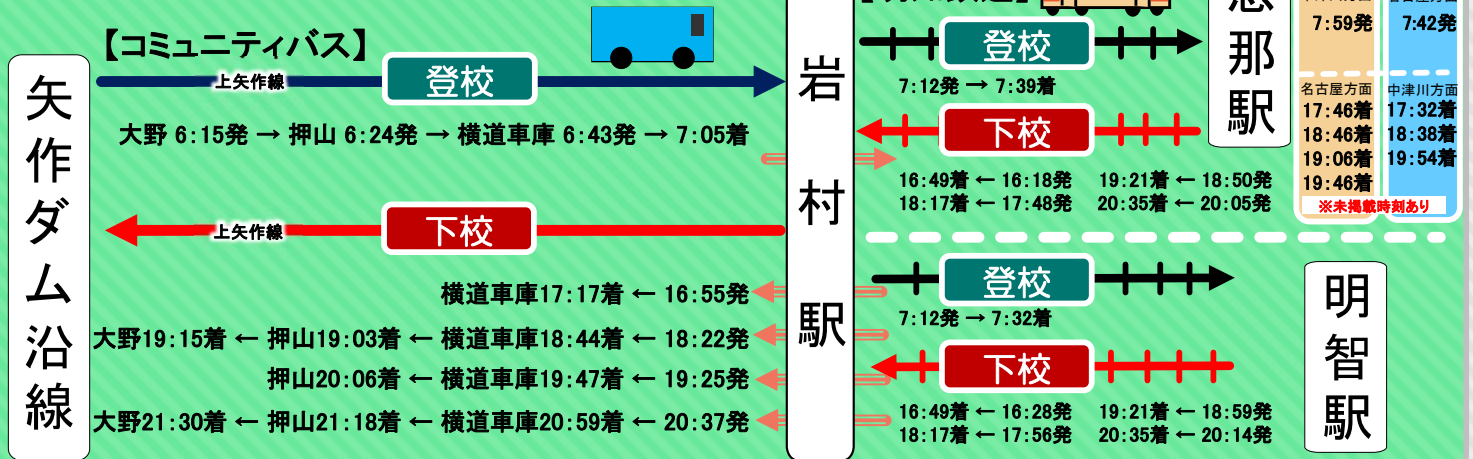 【コミュニティバス】
矢作ダム沿線
上矢作線
登校
大野 6:15発 → 押山 6:24発 → 横道車庫 6:43発 → 7:05着
上矢作線
下校
横道車庫17:17着 ← 16:55発
大野19:15着 ← 押山19:03着 ← 横道車庫18:44着 ← 18:22発
押山20:06着 ← 横道車庫19:47着 ← 19:25発
大野21:30着 ← 押山21:18着 ← 横道車庫20:59着 ← 20:37発
岩村駅
登校
7:12発 → 7:39着
下校
16:49着 ← 16:18発 19:21着 ← 18:50発
18:17着 ← 17:48発 20:35着 ← 20:05発
恵那駅
7:59発
7:42発
名古屋方面
17:46着
18:46着
19:06着
19:46着
中津川方面
17:32着
18:38着
19:54着
※未掲載時刻あり
登校
7:12発 → 7:32着
下校
16:49着 ← 16:28発 19:21着 ← 18:59発
18:17着 ← 17:56発 20:35着 ← 20:14発
明智駅